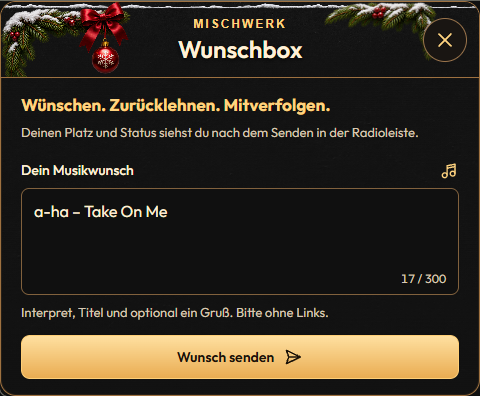 MISCHWERK
Wunschbox
Wünschen. Zurücklehnen. Mitverfolgen.
Deinen Platz und Status siehst du nach dem Senden in der Radioleiste.
Dein Musikwunsch
a-ha – Take On Me
17 / 300
Interpret, Titel und optional ein Gruß. Bitte ohne Links.
Wunsch senden